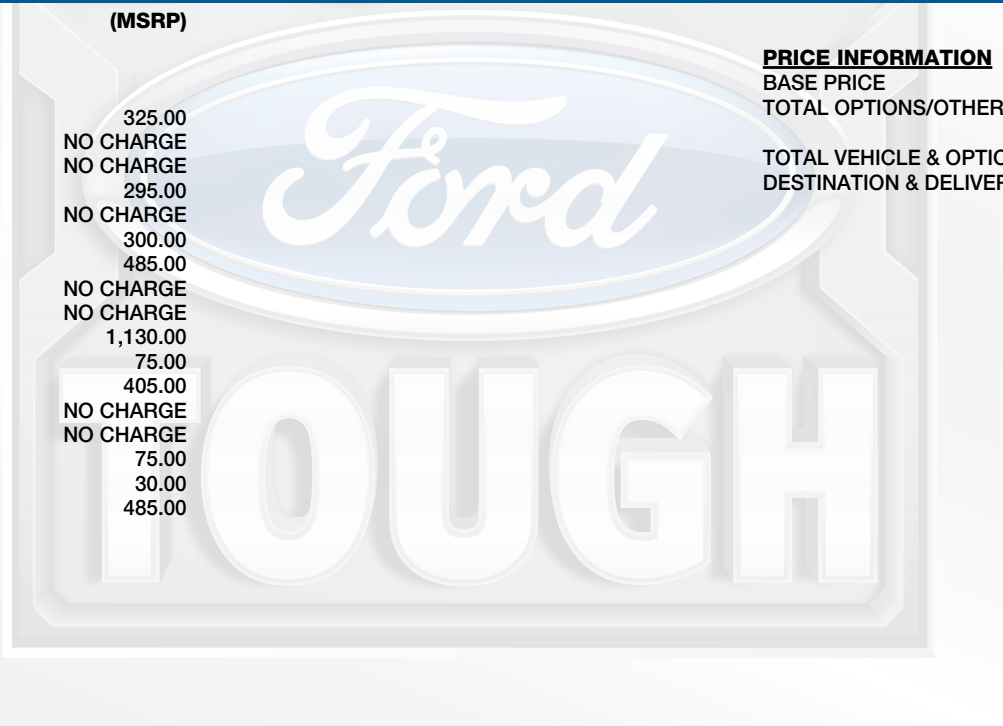 (MSRP)
325.00
NO CHARGE
NO CHARGE
295.00
NO CHARGE
300.00
485.00
NO CHARGE
NO CHARGE
1,130.00
75.00
405.00
NO CHARGE
NO CHARGE
75.00
30.00
485.00
PRICE INFORMATION
BASE PRICE
TOTAL OPTIONS/OTHER
TOTAL VEHICLE & OPTIO
DESTINATION & DELIVER
Ford
TOUGH